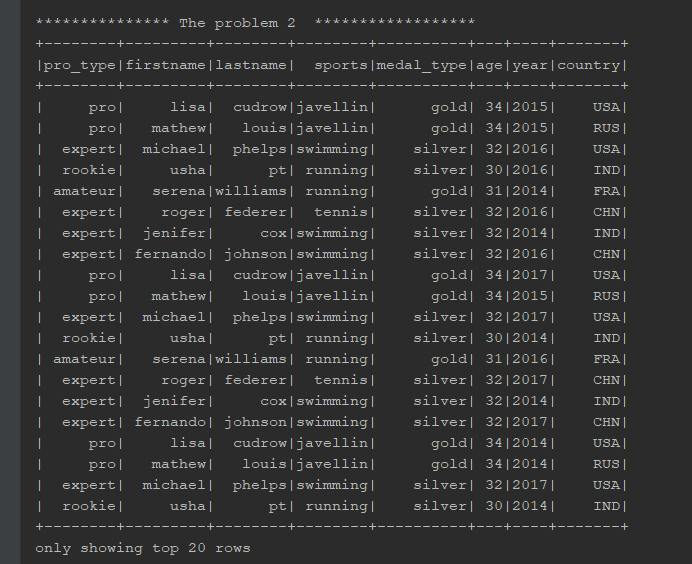 *************** The problem 2  ******************
+--------+---------+--------+--------+----------+---+----+-------+
|pro_type|firstname|lastname|  sports|medal_type|age|year|country|
+--------+---------+--------+--------+----------+---+----+-------+
|     pro|     lisa|  cudrow|javellin|      gold| 34|2015|    USA|
|     pro|   mathew|   louis|javellin|      gold| 34|2015|    RUS|
|  expert|  michael|  phelps|swimming|    silver| 32|2016|    USA|
|  rookie|     usha|      pt| running|    silver| 30|2016|    IND|
| amateur|   serena|williams| running|      gold| 31|2014|    FRA|
|  expert|    roger| federer|  tennis|    silver| 32|2016|    CHN|
|  expert|  jenifer|     cox|swimming|    silver| 32|2014|    IND|
|  expert| fernando| johnson|swimming|    silver| 32|2016|    CHN|
|     pro|     lisa|  cudrow|javellin|      gold| 34|2017|    USA|
|     pro|   mathew|   louis|javellin|      gold| 34|2015|    RUS|
|  expert|  michael|  phelps|swimming|    silver| 32|2017|    USA|
|  rookie|     usha|      pt| running|    silver| 30|2014|    IND|
| amateur|   serena|williams| running|      gold| 31|2016|    FRA|
|  expert|    roger| federer|  tennis|    silver| 32|2017|    CHN|
|  expert|  jenifer|     cox|swimming|    silver| 32|2014|    IND|
|  expert| fernando| johnson|swimming|    silver| 32|2017|    CHN|
|     pro|     lisa|  cudrow|javellin|      gold| 34|2014|    USA|
|     pro|   mathew|   louis|javellin|      gold| 34|2014|    RUS|
|  expert|  michael|  phelps|swimming|    silver| 32|2017|    USA|
|  rookie|     usha|      pt| running|    silver| 30|2014|    IND|
+--------+---------+--------+--------+----------+---+----+-------+
only showing top 20 rows